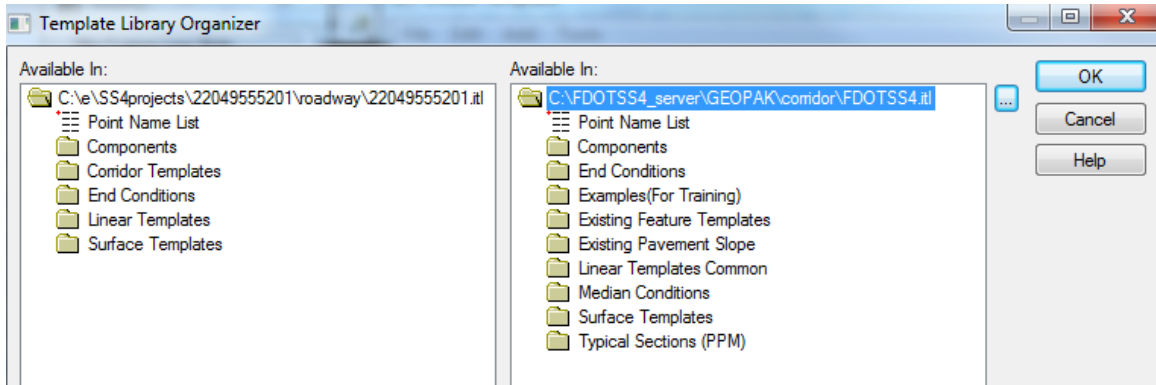 Template Library Organizer
Available In:
C:\e\SS4projects\22049555201\roadway\22049555201.itl
Point Name List
Components
Corridor Templates
End Conditions
Linear Templates
Surface Templates
Available In:
C:\FDOTSS4_server\GEOPAK\corridor\FDOTSS4.itl
Point Name List
Components
End Conditions
Examples(For Training)
Existing Feature Templates
Existing Pavement Slope
Linear Templates Common
Median Conditions
Surface Templates
Typical Sections (PPM)
...
OK
Cancel
Help